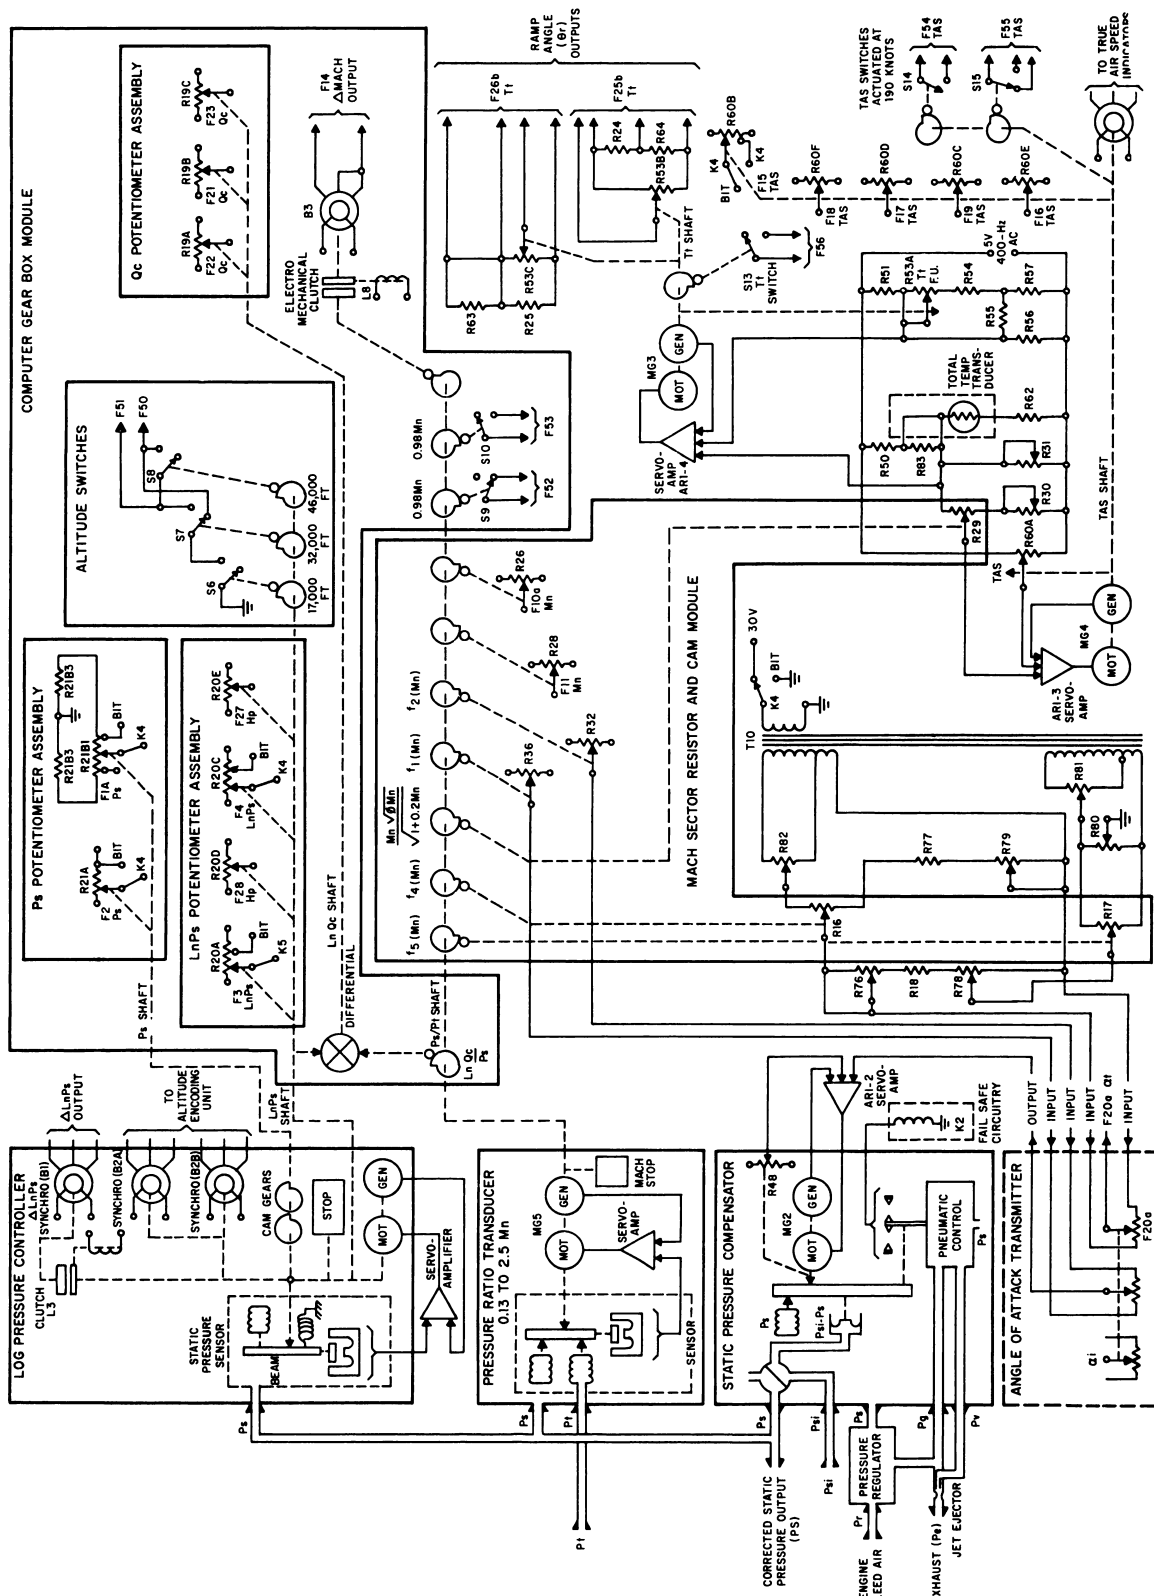 COMPUTER GEAR BOX MODULE
Ps POTENTIOMETER ASSEMBLY
R21A
F2
Ps
BIT
K4
R21B3
R21B3
R21B1
F1A
Ps
BIT
K4
ALTITUDE SWITCHES
S6
S7
S8
F51
F50
17,000
FT
32,000
FT
46,000
FT
Qc POTENTIOMETER ASSEMBLY
R19A
F22
Qc
R19B
F21
Qc
R19C
F23
Qc
LnPs POTENTIOMETER ASSEMBLY
R20A
F3
LnPs
BIT
K5
R20D
F28
Hp
R20C
F4
LnPs
BIT
K4
R20E
F27
Hp
Ps SHAFT
LnPs
SHAFT
Ln Qc SHAFT
DIFFERENTIAL
Ps/Pt SHAFT
Ln Qc
Ps
ELECTRO
MECHANICAL
CLUTCH
L8
B3
F14
ΔMACH
OUTPUT
0.98Mn
S9
F52
0.98Mn
S10
F53
RAMP
ANGLE
(θr)
OUTPUTS
F26b
Tt
F25b
Tt
R63
R25
R53C
R24
R64
R53B
Tt SHAFT
S13
Tt
SWITCH
F56
TAS SWITCHES
ACTUATED AT
190 KNOTS
S14
F54
TAS
S15
F55
TAS
TO TRUE
AIR SPEED
INDICATORS
R60B
K4
K4
BIT
F15
TAS
R60F
F18
TAS
R60D
F17
TAS
R60C
F19
TAS
R60E
F16
TAS
MACH SECTOR RESISTOR AND CAM MODULE
f5 (Mn)
f4 (Mn)
Mn √ØMn
√1+0.2Mn
f1 (Mn)
f2 (Mn)
R36
R32
F11
Mn
R28
F10a
Mn
R26
MG3
MOT
GEN
SERVO-
AMP
AR1-4
TOTAL
TEMP
TRANS-
DUCER
R50
R83
R62
R31
R30
R29
R60A
R51
R53A
Tt
F.U.
R54
R55
R57
R56
5V
400-Hz
AC
TAS
TAS SHAFT
AR1-3
SERVO-
AMP
MOT
GEN
MG4
T10
30V
K4
BIT
R82
R77
R79
R81
R80
R16
R17
R76
R18
R78
LOG PRESSURE CONTROLLER
CLUTCH
L3
ΔLnPs
SYNCHRO(B1)
SYNCHRO(B2A)
SYNCHRO(B2B)
ΔLnPs
OUTPUT
TO
ALTITUDE
ENCODING
UNIT
CAM GEARS
STOP
MOT
GEN
STATIC
PRESSURE
SENSOR
BEAM
SERVO-
AMPLIFIER
Ps
PRESSURE RATIO TRANSDUCER
0.13 TO 2.5 Mn
MG5
MOT
GEN
MACH
STOP
SERVO-
AMP
SENSOR
Ps
Pt
Pt
STATIC PRESSURE COMPENSATOR
Ps
Psi-Ps
MG2
MOT
GEN
R48
AR1-2
SERVO-
AMP
K2
FAIL SAFE
CIRCUITRY
PNEUMATIC
CONTROL
Ps
Ps
Psi
Ps
Pg
Pv
CORRECTED STATIC
PRESSURE OUTPUT
(PS)
Psi
PRESSURE
REGULATOR
Pr
ENGINE
EXHAUST (Pe)
JET EJECTOR
ANGLE OF ATTACK TRANSMITTER
αi
F20a
OUTPUT
INPUT
INPUT
INPUT
F20a αt
INPUT